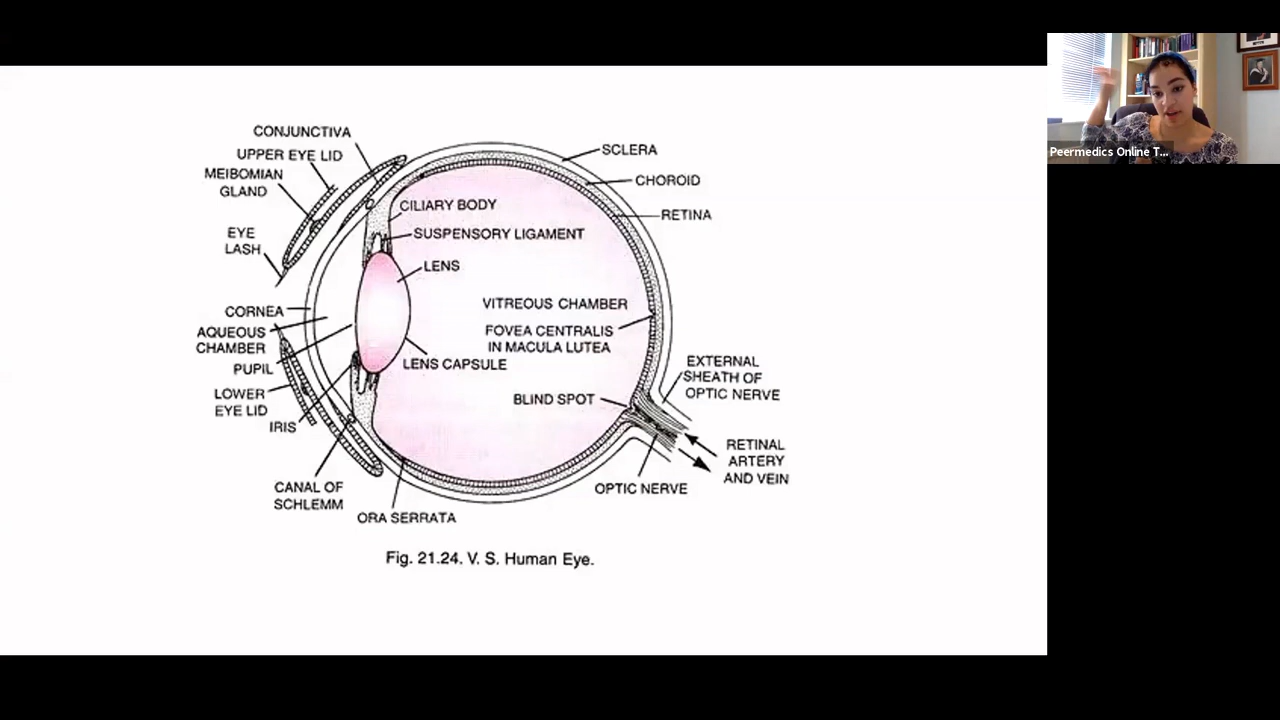 CONJUNCTIVA
UPPER EYE LID
MEIBOMIAN
GLAND
EYE
LASH
CORNEA
AQUEOUS
CHAMBER
PUPIL
LOWER
EYE LID
IRIS
CANAL OF
SCHLEMM
ORA SERRATA
CILIARY BODY
SUSPENSORY LIGAMENT
LENS
LENS CAPSULE
VITREOUS CHAMBER
FOVEA CENTRALIS
IN MACULA LUTEA
BLIND SPOT
SCLERA
CHOROID
RETINA
EXTERNAL
SHEATH OF
OPTIC NERVE
RETINAL
ARTERY
AND VEIN
OPTIC NERVE
Fig. 21.24. V. S. Human Eye.
Peermedics Online T...